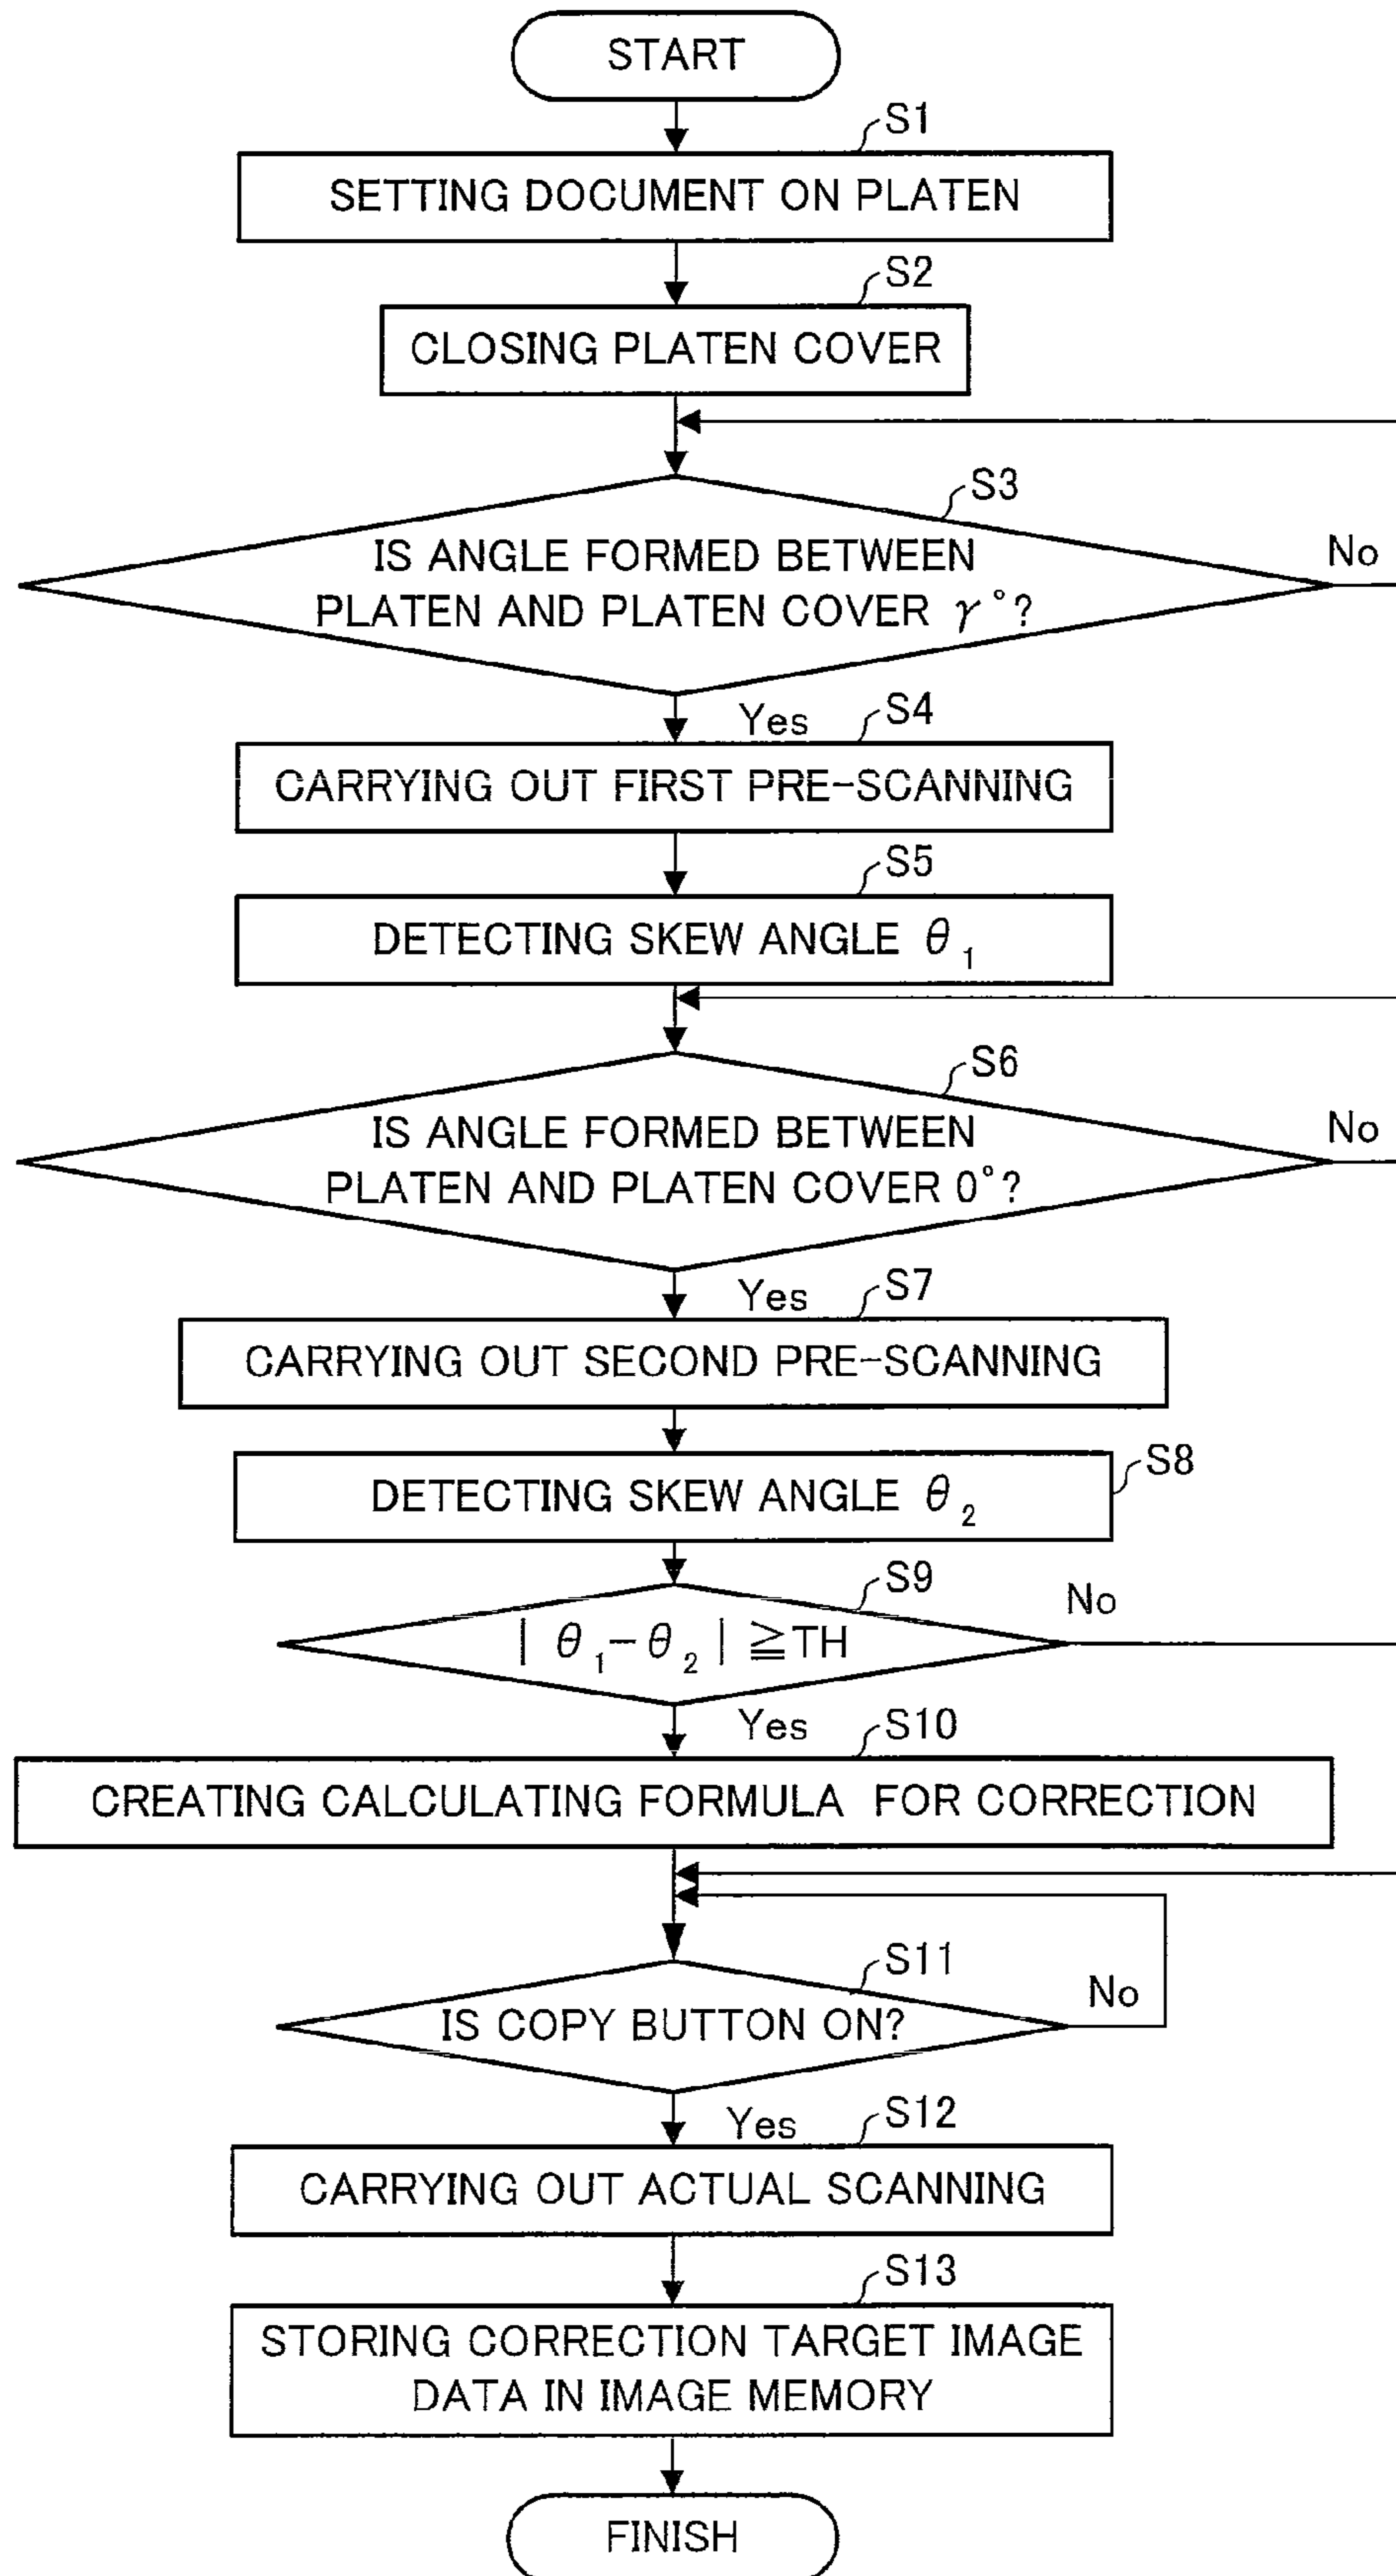 START
S1
SETTING DOCUMENT ON PLATEN
S2
CLOSING PLATEN COVER
S3
IS ANGLE FORMED BETWEEN
PLATEN AND PLATEN COVER γ°?
No
Yes
S4
CARRYING OUT FIRST PRE-SCANNING
S5
DETECTING SKEW ANGLE θ₁
S6
IS ANGLE FORMED BETWEEN
PLATEN AND PLATEN COVER 0°?
No
Yes
S7
CARRYING OUT SECOND PRE-SCANNING
S8
DETECTING SKEW ANGLE θ₂
S9
| θ₁-θ₂ | ≧TH
No
Yes
S10
CREATING CALCULATING FORMULA FOR CORRECTION
S11
IS COPY BUTTON ON?
No
Yes
S12
CARRYING OUT ACTUAL SCANNING
S13
STORING CORRECTION TARGET IMAGE
DATA IN IMAGE MEMORY
FINISH